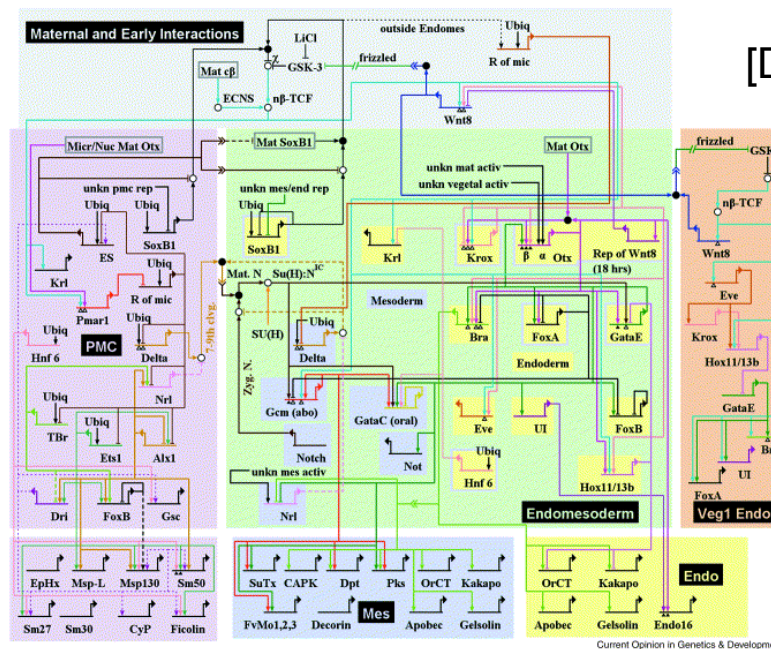 Maternal and Early Interactions
outside Endomes
Ubiq
R of mic
LiCl
χ
GSK-3
frizzled
Mat cβ
ECNS
nβ-TCF
Wnt8
[D
Micr/Nuc Mat Otx
Mat SoxB1
Mat Otx
frizzled
GSK
unkn mat activ
unkn vegetal activ
unkn pmc rep
Ubiq
Ubiq
unkn mes/end rep
Ubiq
nβ-TCF
ES
SoxB1
SoxB1
Krl
Krox
β
α
Otx
Rep of Wnt8
(18 hrs)
Wnt8
Krl
Ubiq
R of mic
Pmar1
Mat. N
Su(H):N
IC
Mesoderm
Eve
Ubiq
Hnf 6
PMC
Ubiq
Delta
7-9th clvg.
SU(H)
Ubiq
Delta
Bra
FoxA
GataE
Krox
Hox11/13b
Nrl
Endoderm
Zyg. N.
Gcm (abo)
GataC (oral)
Eve
UI
FoxB
GataE
Ubiq
TBr
Ubiq
Ets1
Alx1
Notch
Not
Ubiq
Hnf 6
Br
UI
FoxA
unkn mes activ
Nrl
Hox11/13b
Dri
FoxB
Gsc
Endomesoderm
Veg1 Endo
EpHx
Msp-L
Msp130
Sm50
SuTx
CAPK
Dpt
Pks
OrCT
Kakapo
OrCT
Kakapo
Endo
Sm27
Sm30
CyP
Ficolin
FvMo1,2,3
Decorin
Mes
Apobec
Gelsolin
Apobec
Gelsolin
Endo16
Current Opinion in Genetics & Developm